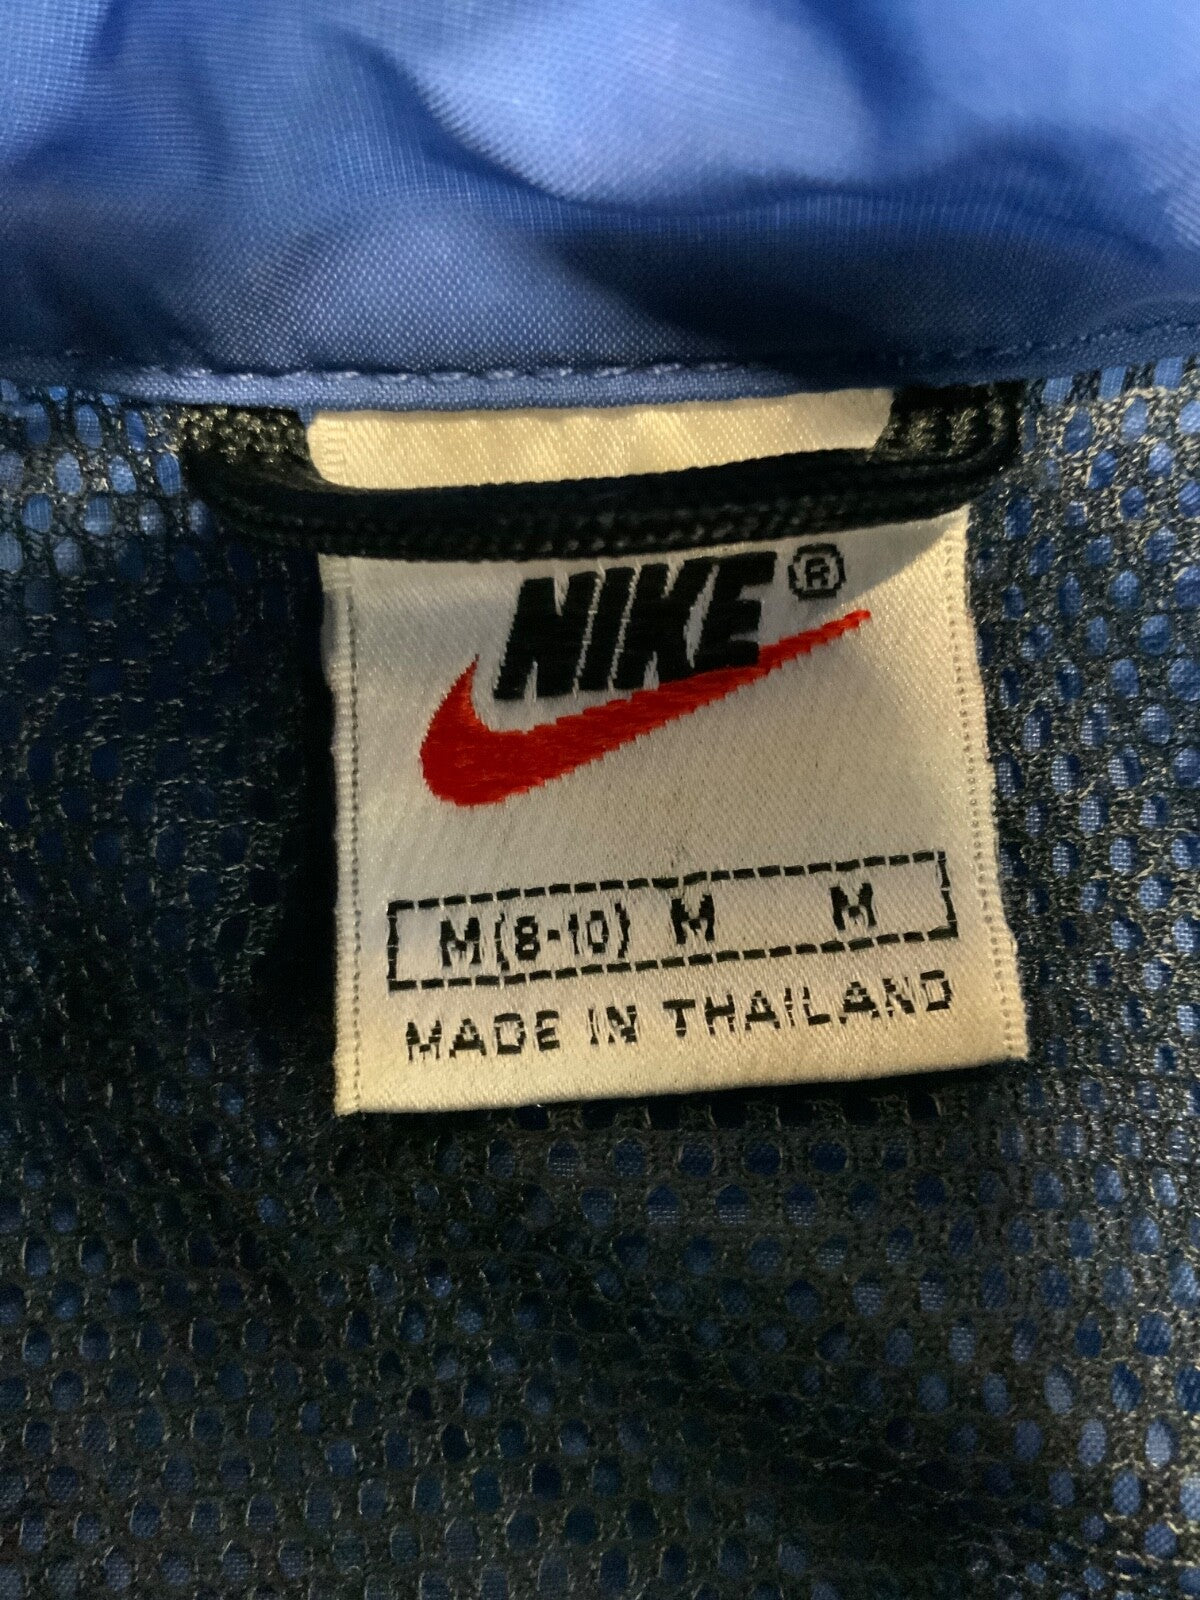 NIKE®
M(8-10) M M
MADE IN THAILAND